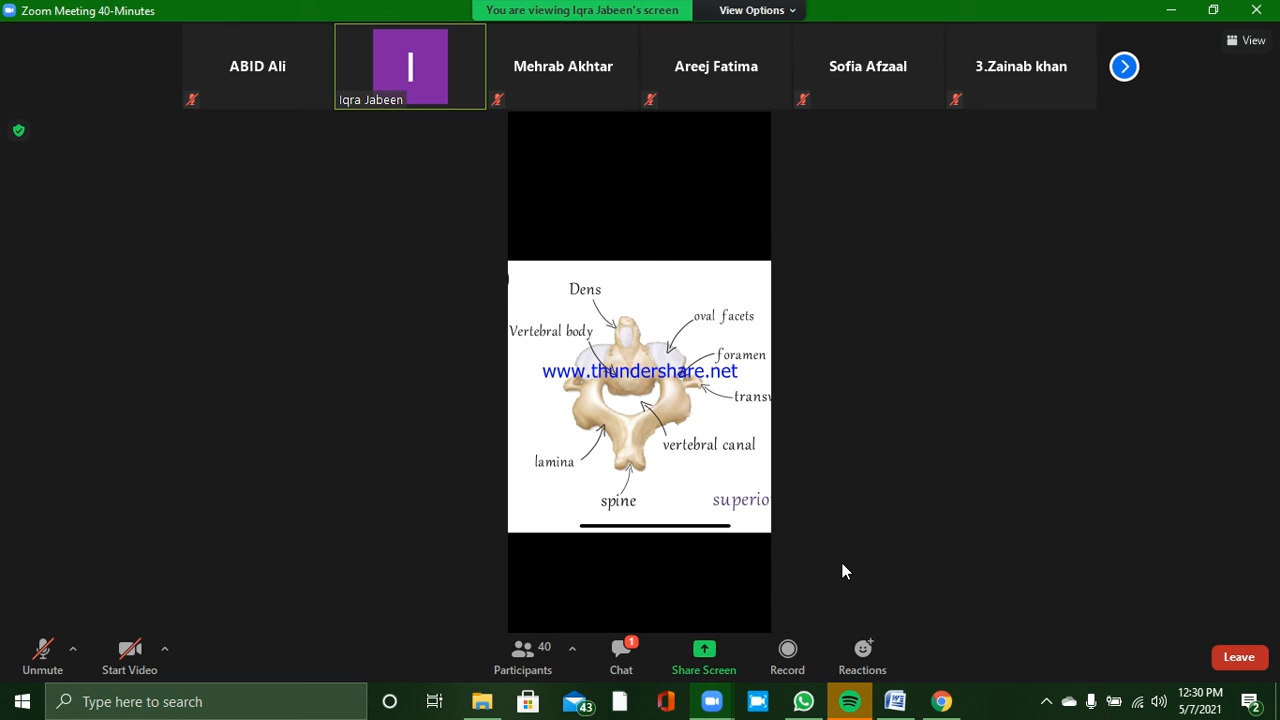 Zoom Meeting 40-Minutes
You are viewing Iqra Jabeen's screen
View Options
View
ABID Ali
I
Iqra Jabeen
Mehrab Akhtar
Areej Fatima
Sofia Afzaal
3.Zainab khan
Dens
oval facets
Vertebral body
foramen
www.thundershare.net
transv
vertebral canal
lamina
spine
superio
Unmute
Start Video
40
Participants
1
Chat
Share Screen
Record
Reactions
Leave
Type here to search
43
12:30 PM
5/7/2021
2